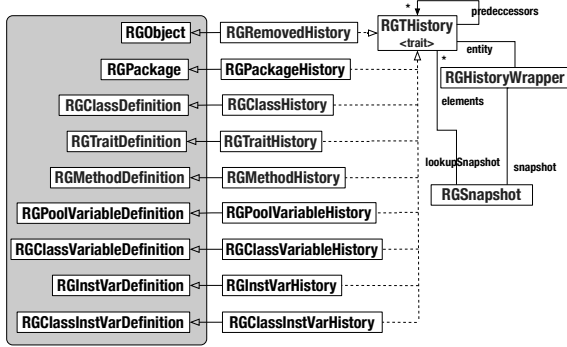 * predeccessors
RGObject RGRemovedHistory RGTHistory
<trait>
entity
RGPackage RGPackageHistory * RGHistoryWrapper
RGClassDefinition RGClassHistory elements
RGTraitDefinition RGTraitHistory
lookupSnapshot snapshot
RGMethodDefinition RGMethodHistory
RGSnapshot
RGPoolVariableDefinition RGPoolVariableHistory
RGClassVariableDefinition RGClassVariableHistory
RGInstVarDefinition RGInstVarHistory
RGClassInstVarDefinition RGClassInstVarHistory